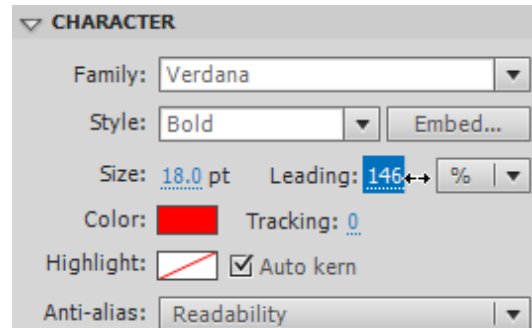 CHARACTER
Family: Verdana
Style: Bold Embed...
Size: 18.0 pt Leading: 146 %
Color: Tracking: 0
Highlight: Auto kern
Anti-alias: Readability